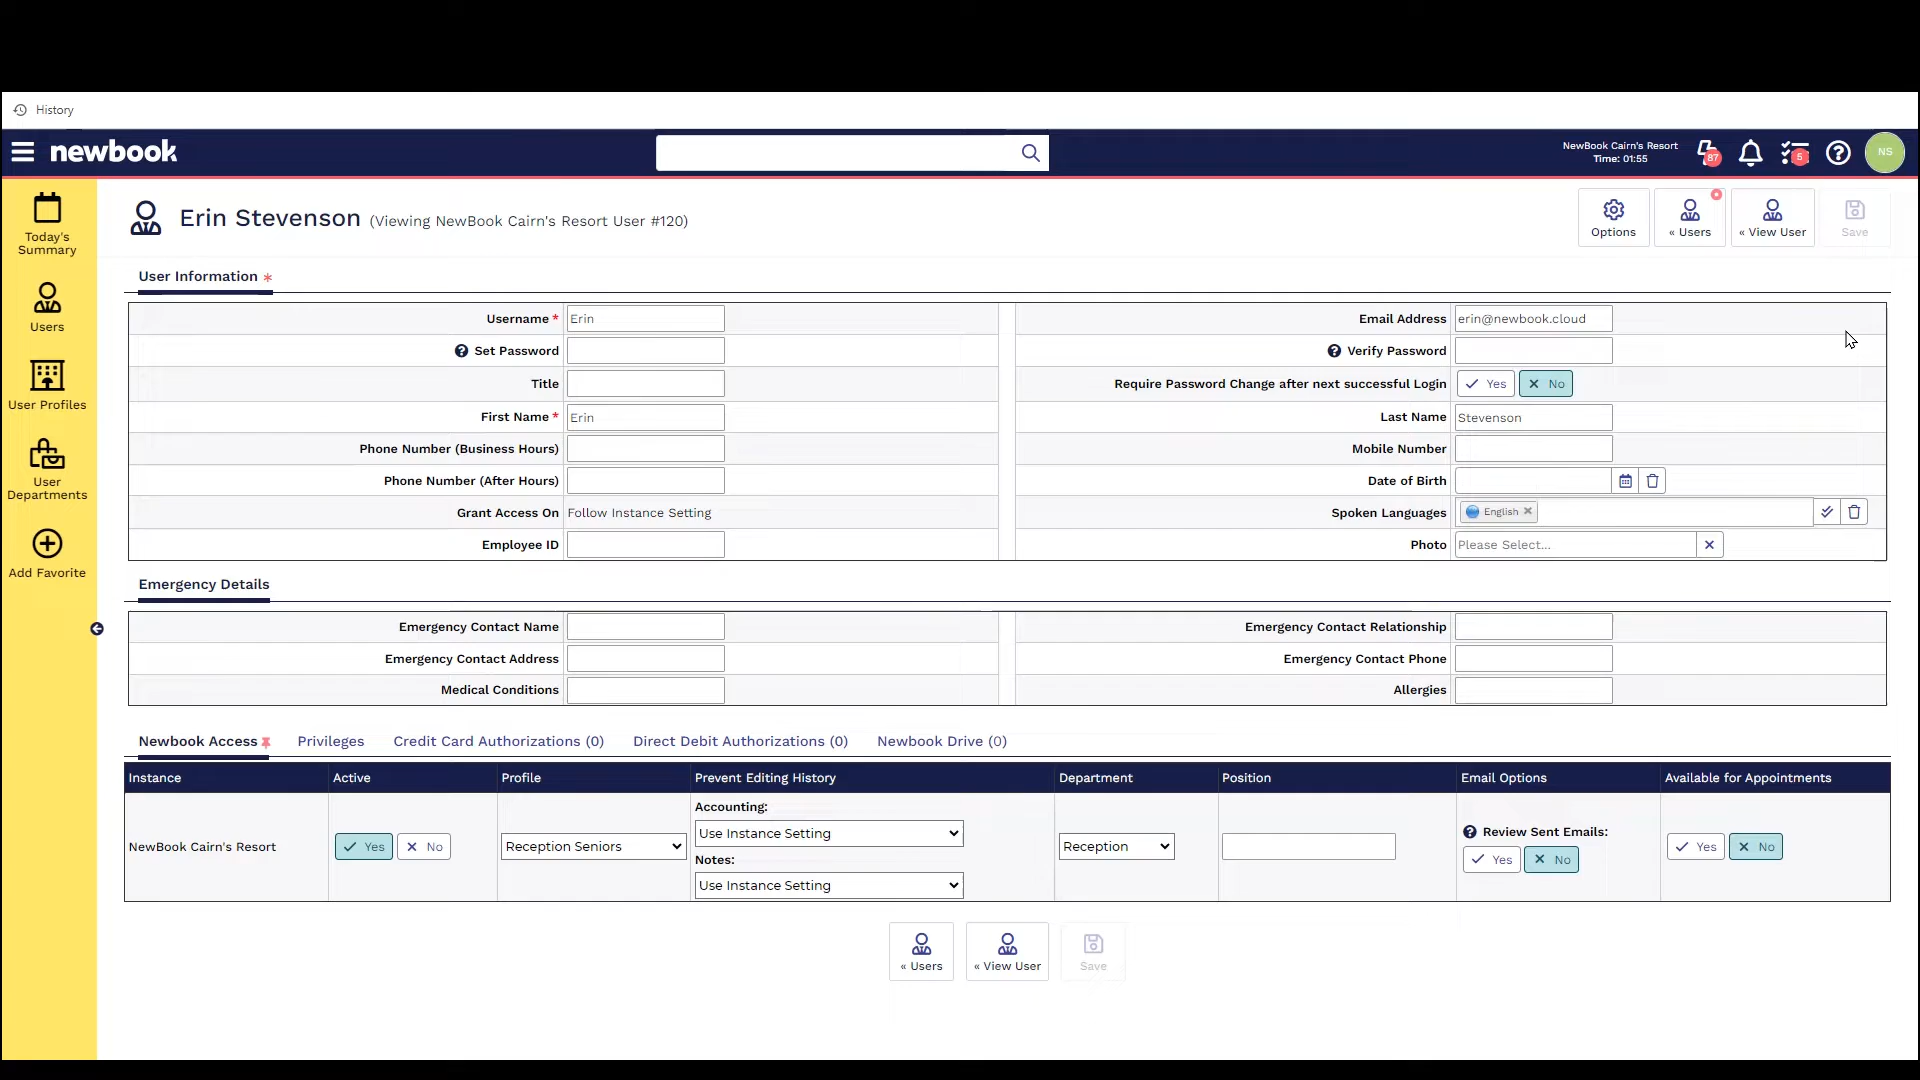 History
newbook
NewBook Cairn's Resort
Time: 01:55
87
5
NS
Today's
Summary
Users
User Profiles
User
Departments
Add Favorite
Erin Stevenson (Viewing NewBook Cairn's Resort User #120)
Options
« Users
« View User
Save
User Information *
Username * Erin
Email Address erin@newbook.cloud
? Set Password
? Verify Password
Title
Require Password Change after next successful Login Yes No
First Name * Erin
Last Name Stevenson
Phone Number (Business Hours)
Mobile Number
Phone Number (After Hours)
Date of Birth
Grant Access On Follow Instance Setting
Spoken Languages English ×
Employee ID
Photo Please Select...
Emergency Details
Emergency Contact Name
Emergency Contact Relationship
Emergency Contact Address
Emergency Contact Phone
Medical Conditions
Allergies
Newbook Access Privileges Credit Card Authorizations (0) Direct Debit Authorizations (0) Newbook Drive (0)
Instance Active Profile Prevent Editing History Department Position Email Options Available for Appointments
NewBook Cairn's Resort
Yes No
Reception Seniors
Accounting:
Use Instance Setting
Notes:
Use Instance Setting
Reception
? Review Sent Emails:
Yes No
Yes No
« Users
« View User
Save